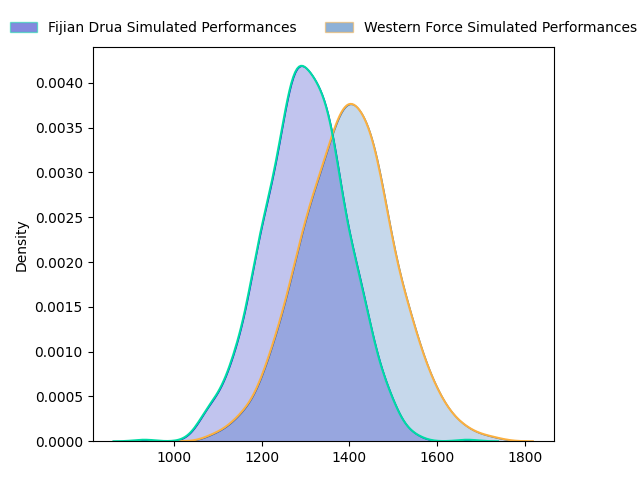 Fijian Drua Simulated Performances
Western Force Simulated Performances
Density
0.0040
0.0035
0.0030
0.0025
0.0020
0.0015
0.0010
0.0005
0.0000
1000 1200 1400 1600 1800